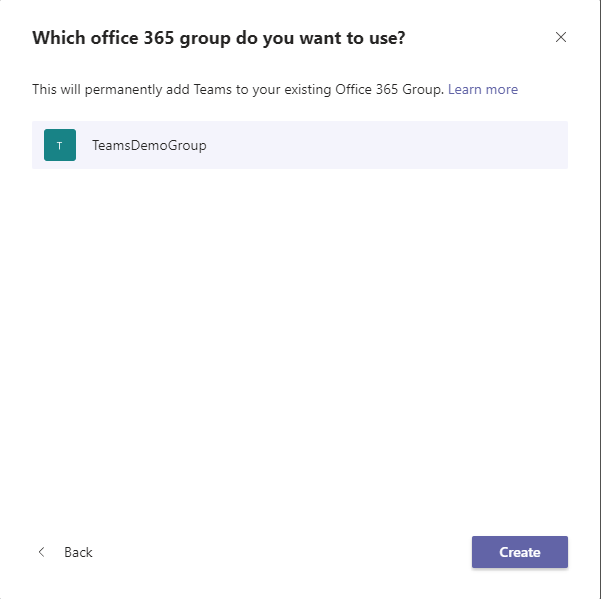 Which office 365 group do you want to use?
This will permanently add Teams to your existing Office 365 Group. Learn more
T TeamsDemoGroup
Back Create